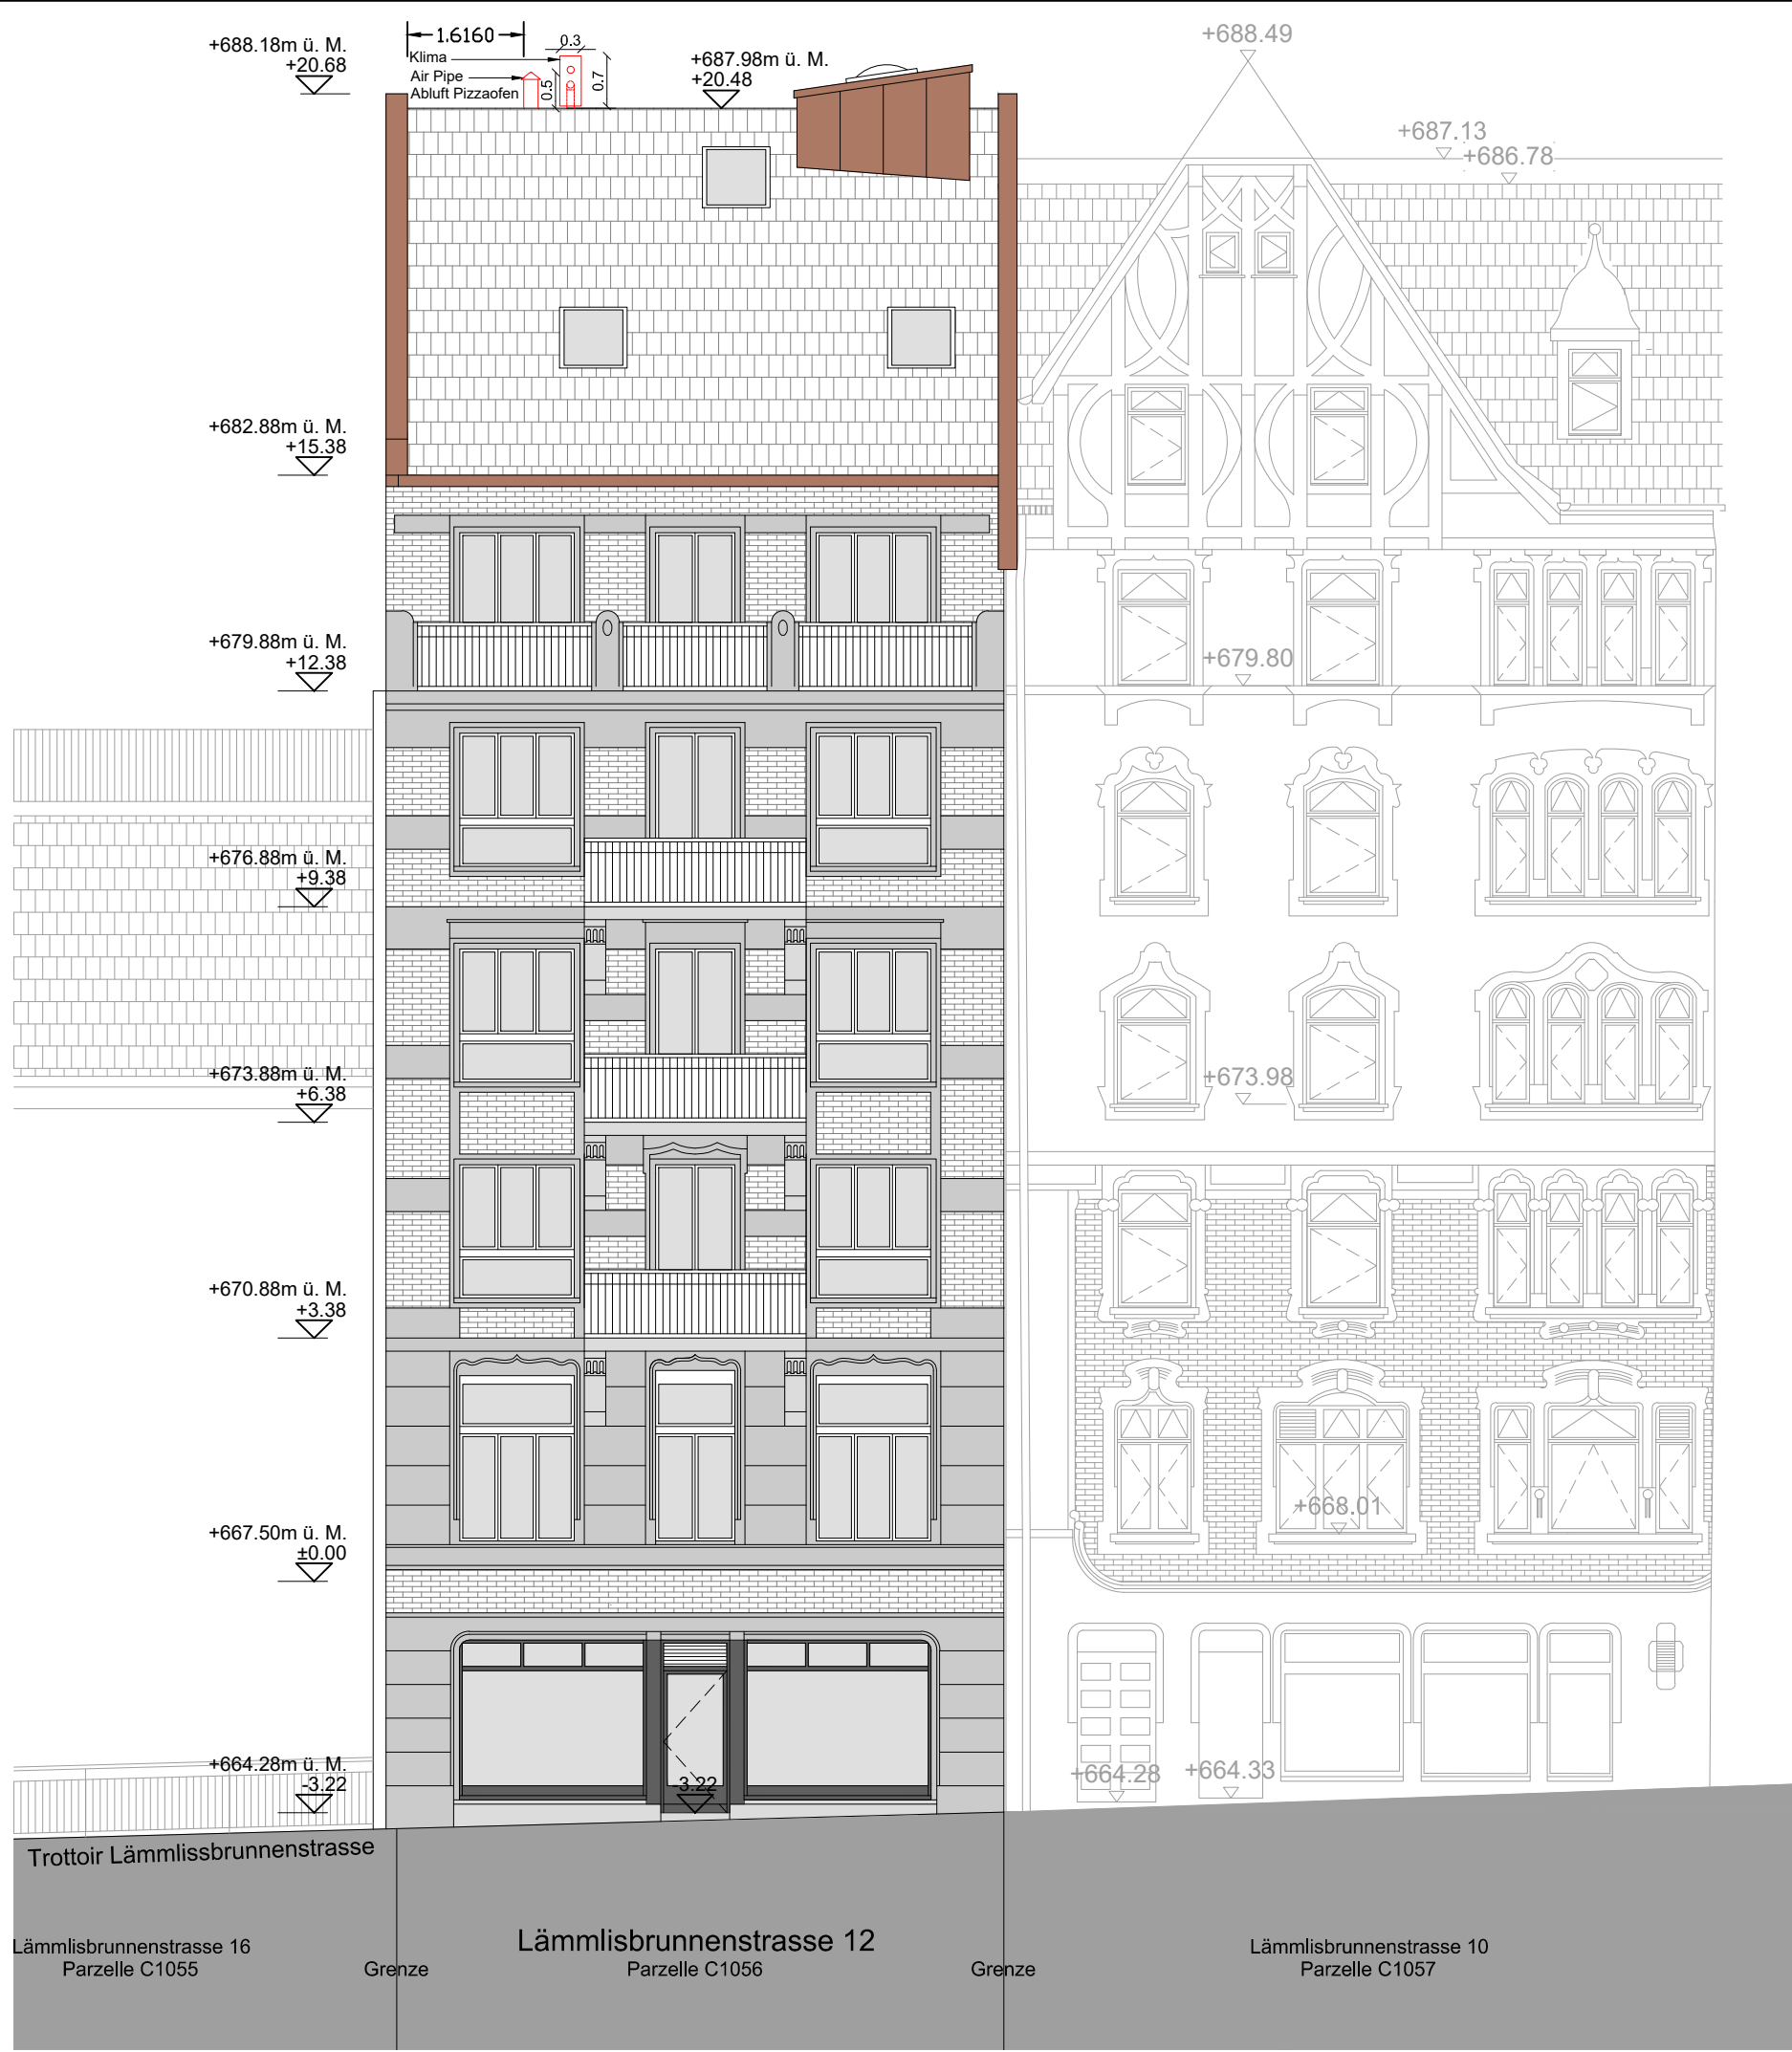 +688.18m ü. M.
+20.68
1.6160
0.3
Klima
Air Pipe
Abluft Pizzaofen
0.5
0.7
+687.98m ü. M.
+20.48
+688.49
+687.13
+686.78
+682.88m ü. M.
+15.38
+679.88m ü. M.
+12.38
+679.80
+676.88m ü. M.
+9.38
+673.88m ü. M.
+6.38
+673.98
+670.88m ü. M.
+3.38
+667.50m ü. M.
±0.00
+668.01
+664.28m ü. M.
-3.22
-3.22
+664.28
+664.33
Trottoir Lämmlissbrunnenstrasse
Lämmlisbrunnenstrasse 16
Parzelle C1055
Grenze
Lämmlisbrunnenstrasse 12
Parzelle C1056
Grenze
Lämmlisbrunnenstrasse 10
Parzelle C1057